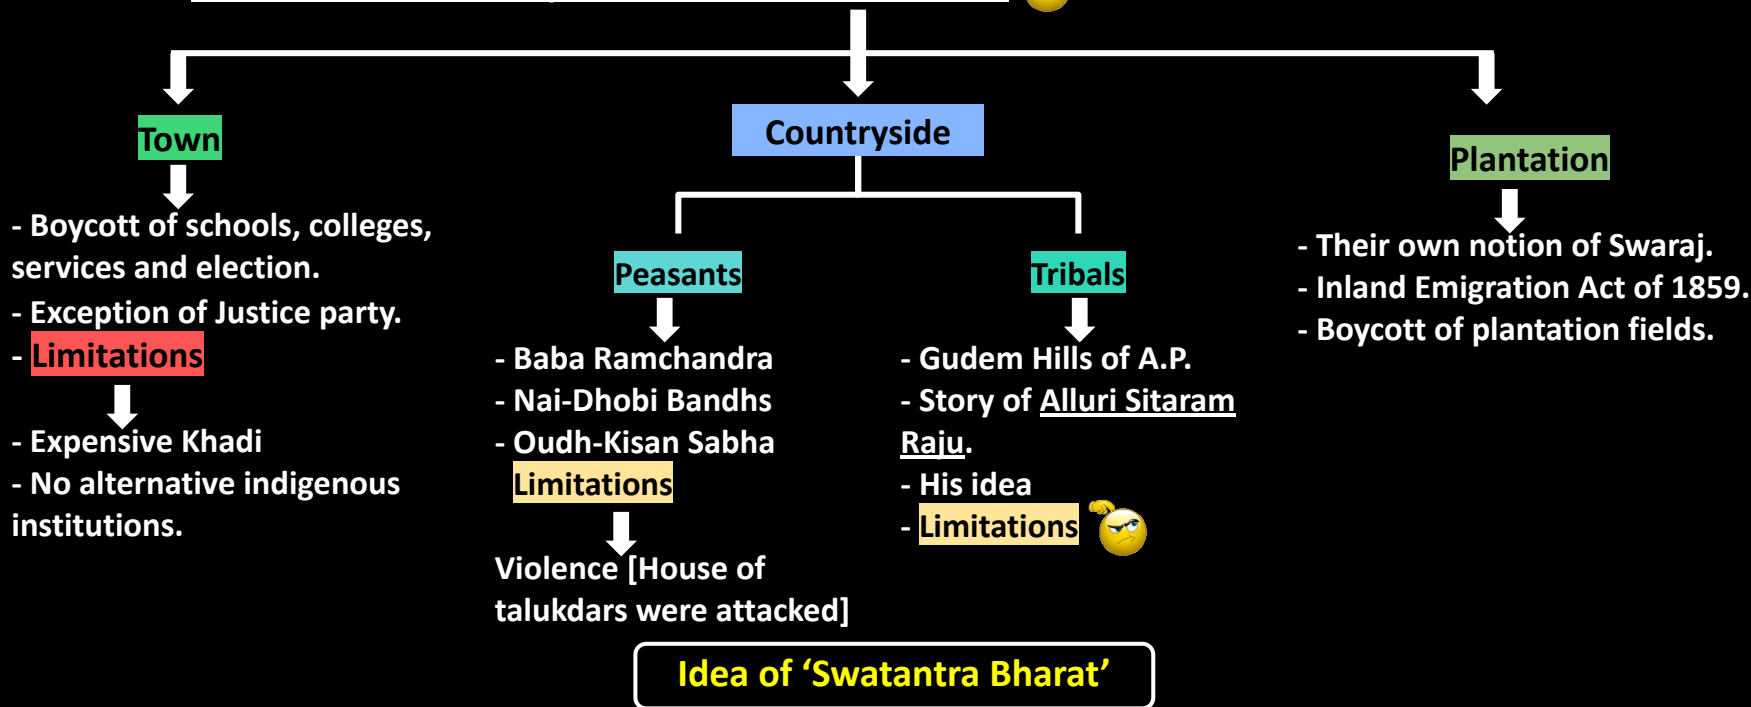 Town
- Boycott of schools, colleges,
services and election.
- Exception of Justice party.
- Limitations
- Expensive Khadi
- No alternative indigenous
institutions.
Countryside
Peasants
- Baba Ramchandra
- Nai-Dhobi Bandhs
- Oudh-Kisan Sabha
Limitations
Violence [House of
talukdars were attacked]
Tribals
- Gudem Hills of A.P.
- Story of Alluri Sitaram
Raju.
- His idea
- Limitations
Plantation
- Their own notion of Swaraj.
- Inland Emigration Act of 1859.
- Boycott of plantation fields.
Idea of ‘Swatantra Bharat’